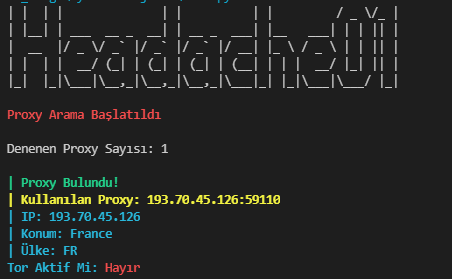 Proxy Arama Başlatıldı
Denenen Proxy Sayısı: 1
| Proxy Bulundu!
| Kullanılan Proxy: 193.70.45.126:59110
| IP: 193.70.45.126
| Konum: France
| Ülke: FR
Tor Aktif Mi: Hayır